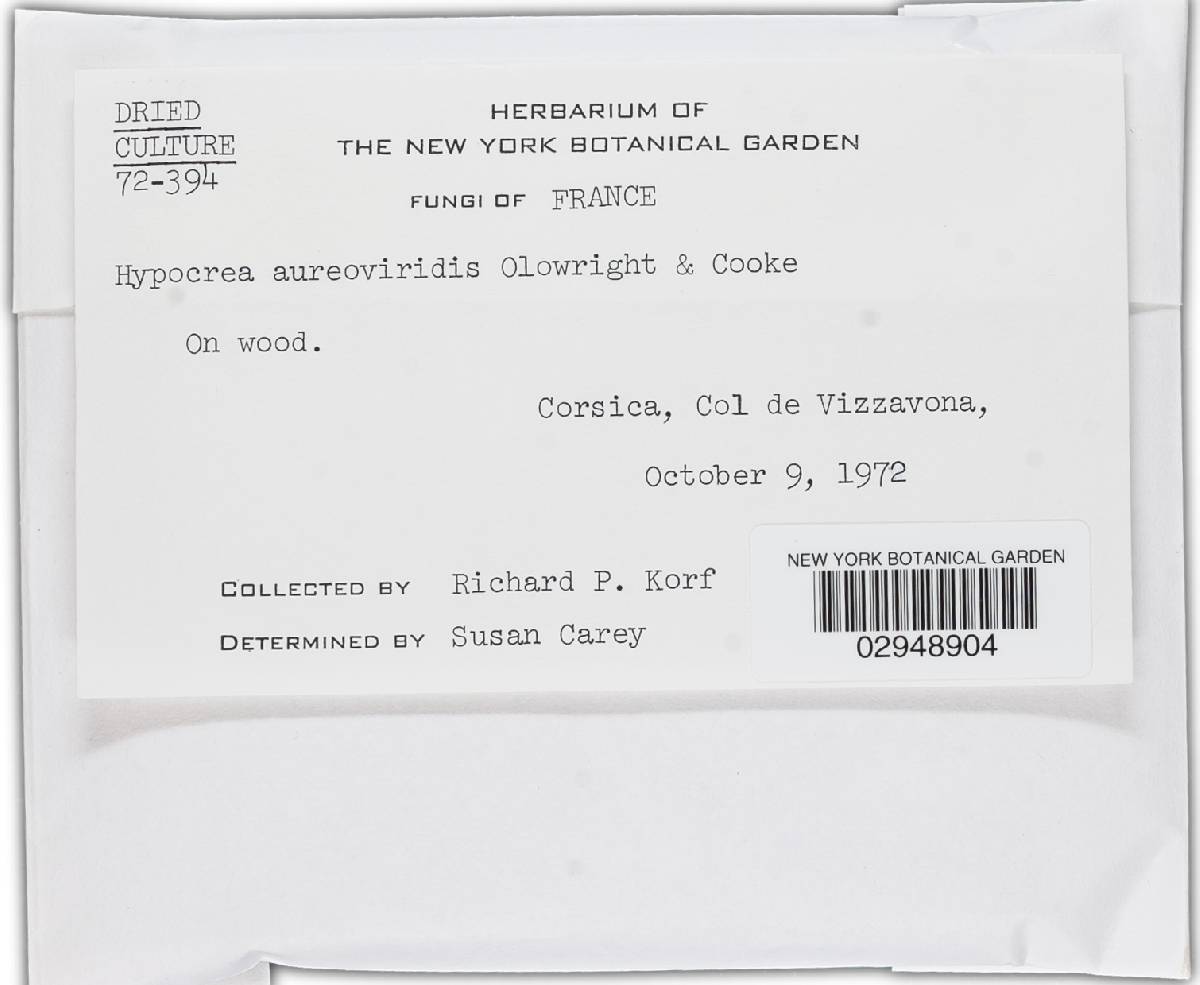 DRIED
CULTURE
72-394
HERBARIUM OF
THE NEW YORK BOTANICAL GARDEN
FUNGI OF FRANCE
Hypocrea aureoviridis Olowright & Cooke
On wood.
Corsica, Col de Vizzavona,
October 9, 1972
COLLECTED BY Richard P. Korf
DETERMINED BY Susan Carey
NEW YORK BOTANICAL GARDEN
02948904